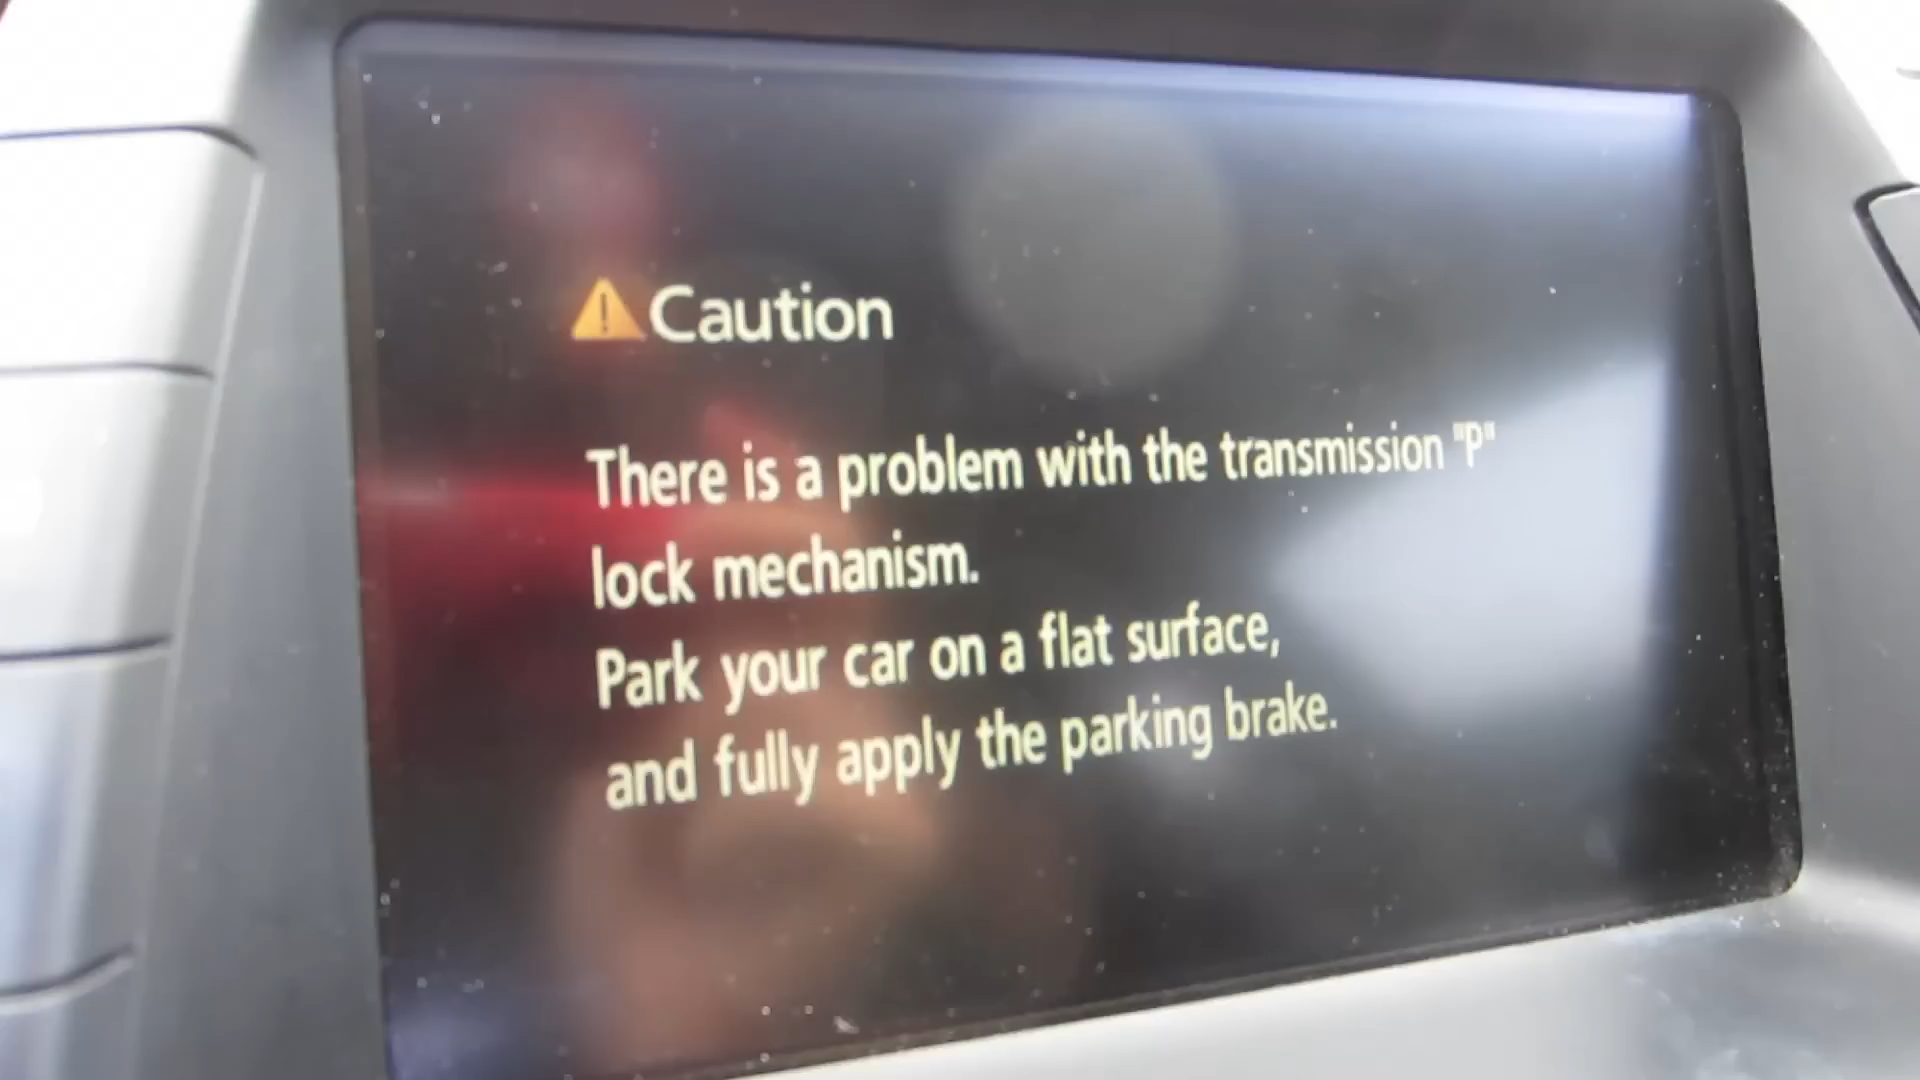 Caution
There is a problem with the transmission "P"
lock mechanism.
Park your car on a flat surface,
and fully apply the parking brake.